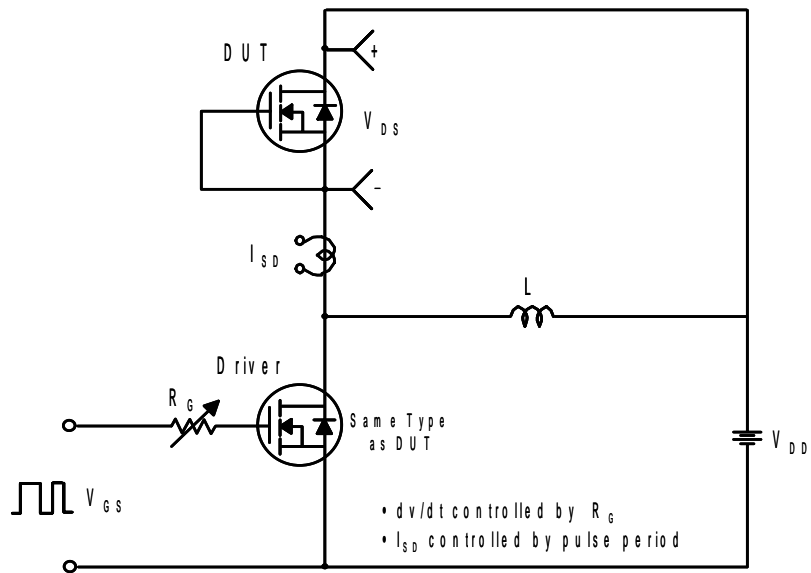 DUT
+
VDS
–
ISD
L
Driver
RG
Same Type
as DUT
VDD
VGS
• dv/dt controlled by RG
• ISD controlled by pulse period